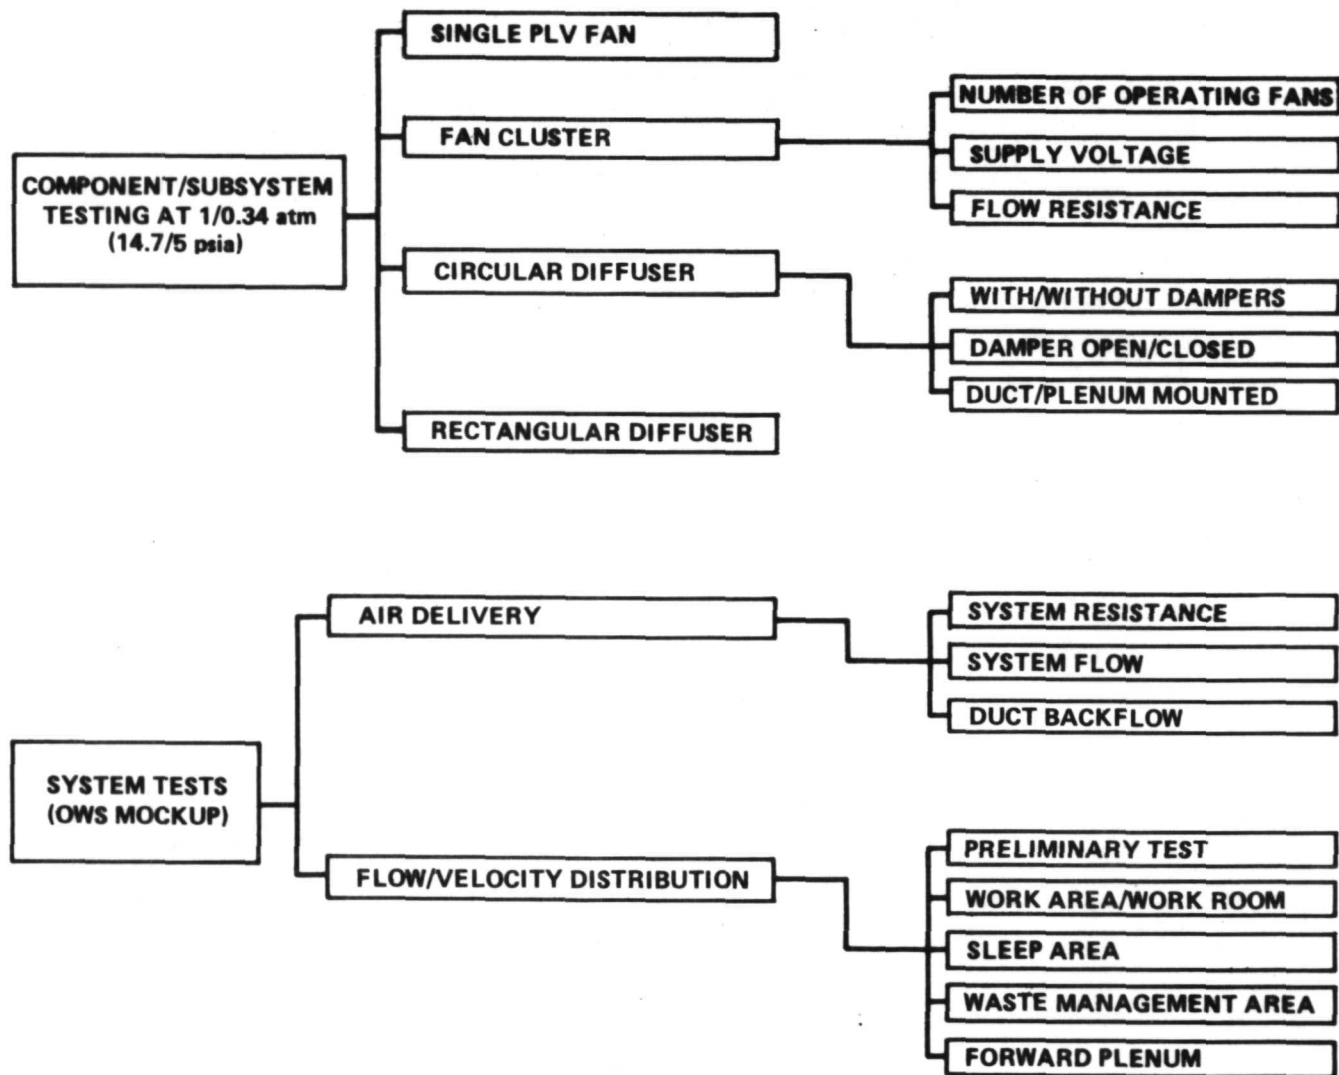 SINGLE PLV FAN
FAN CLUSTER
NUMBER OF OPERATING FANS
SUPPLY VOLTAGE
FLOW RESISTANCE
COMPONENT/SUBSYSTEM
TESTING AT 1/0.34 atm
(14.7/5 psia)
CIRCULAR DIFFUSER
WITH/WITHOUT DAMPERS
DAMPER OPEN/CLOSED
DUCT/PLENUM MOUNTED
RECTANGULAR DIFFUSER
AIR DELIVERY
SYSTEM RESISTANCE
SYSTEM FLOW
DUCT BACKFLOW
SYSTEM TESTS
(OWS MOCKUP)
FLOW/VELOCITY DISTRIBUTION
PRELIMINARY TEST
WORK AREA/WORK ROOM
SLEEP AREA
WASTE MANAGEMENT AREA
FORWARD PLENUM